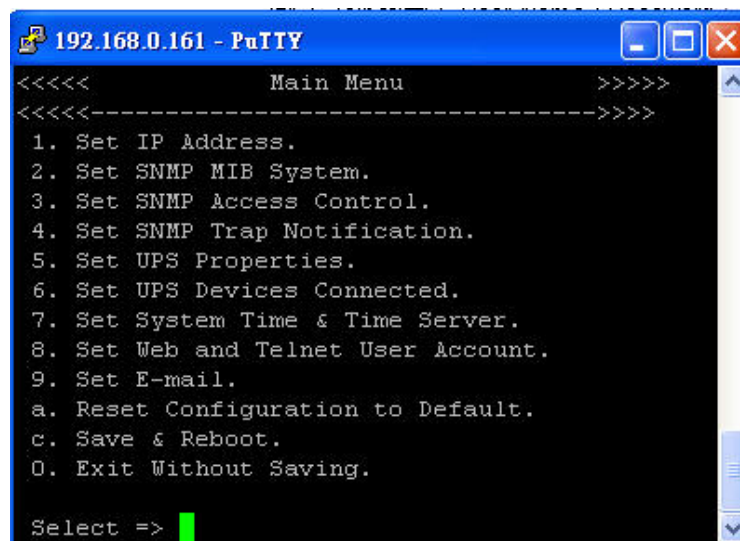 192.168.0.161 - PuTTY
<<<<< Main Menu >>>>>
<<<<<----------------------------------->>>>
1. Set IP Address.
2. Set SNMP MIB System.
3. Set SNMP Access Control.
4. Set SNMP Trap Notification.
5. Set UPS Properties.
6. Set UPS Devices Connected.
7. Set System Time & Time Server.
8. Set Web and Telnet User Account.
9. Set E-mail.
a. Reset Configuration to Default.
c. Save & Reboot.
0. Exit Without Saving.
Select =>